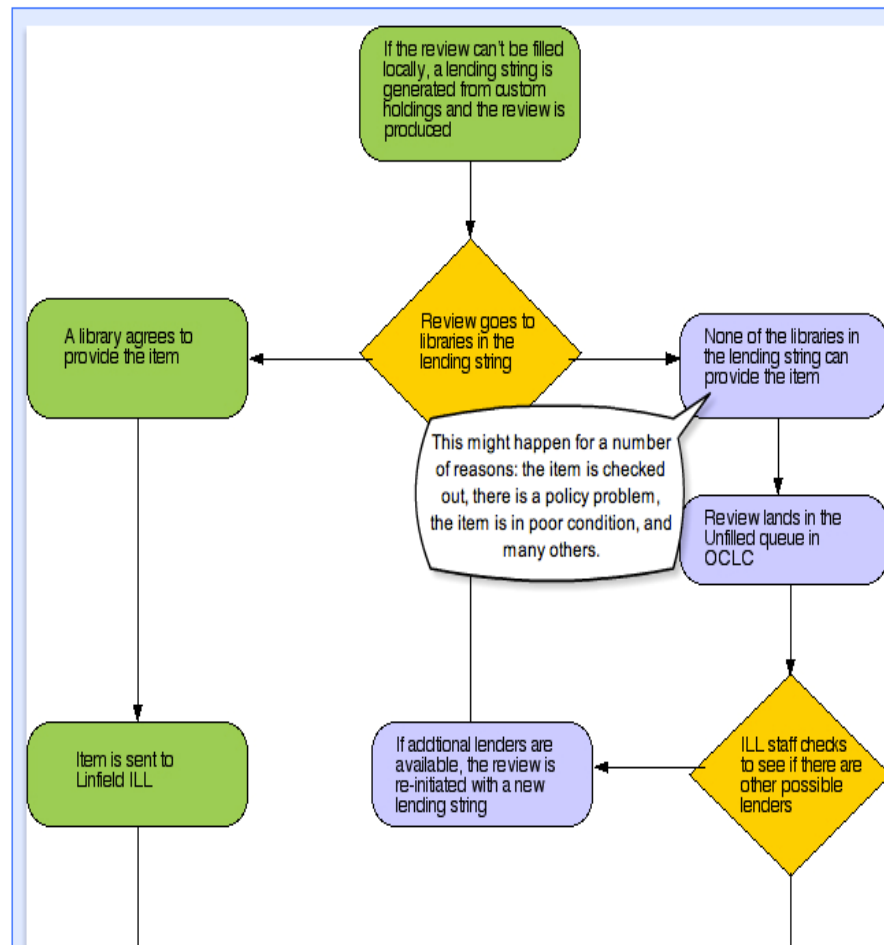 If the review can't be filled
locally, a lending string is
generated from custom
holdings and the review is
produced
Review goes to
libraries in the
lending string
A library agrees to
provide the item
None of the libraries in
the lending string can
provide the item
This might happen for a number
of reasons: the item is checked
out, there is a policy problem,
the item is in poor condition, and
many others.
Review lands in the
Unfilled queue in
OCLC
Item is sent to
Linfield ILL
If addtional lenders are
available, the review is
re-initiated with a new
lending string
ILL staff checks
to see if there are
other possible
lenders